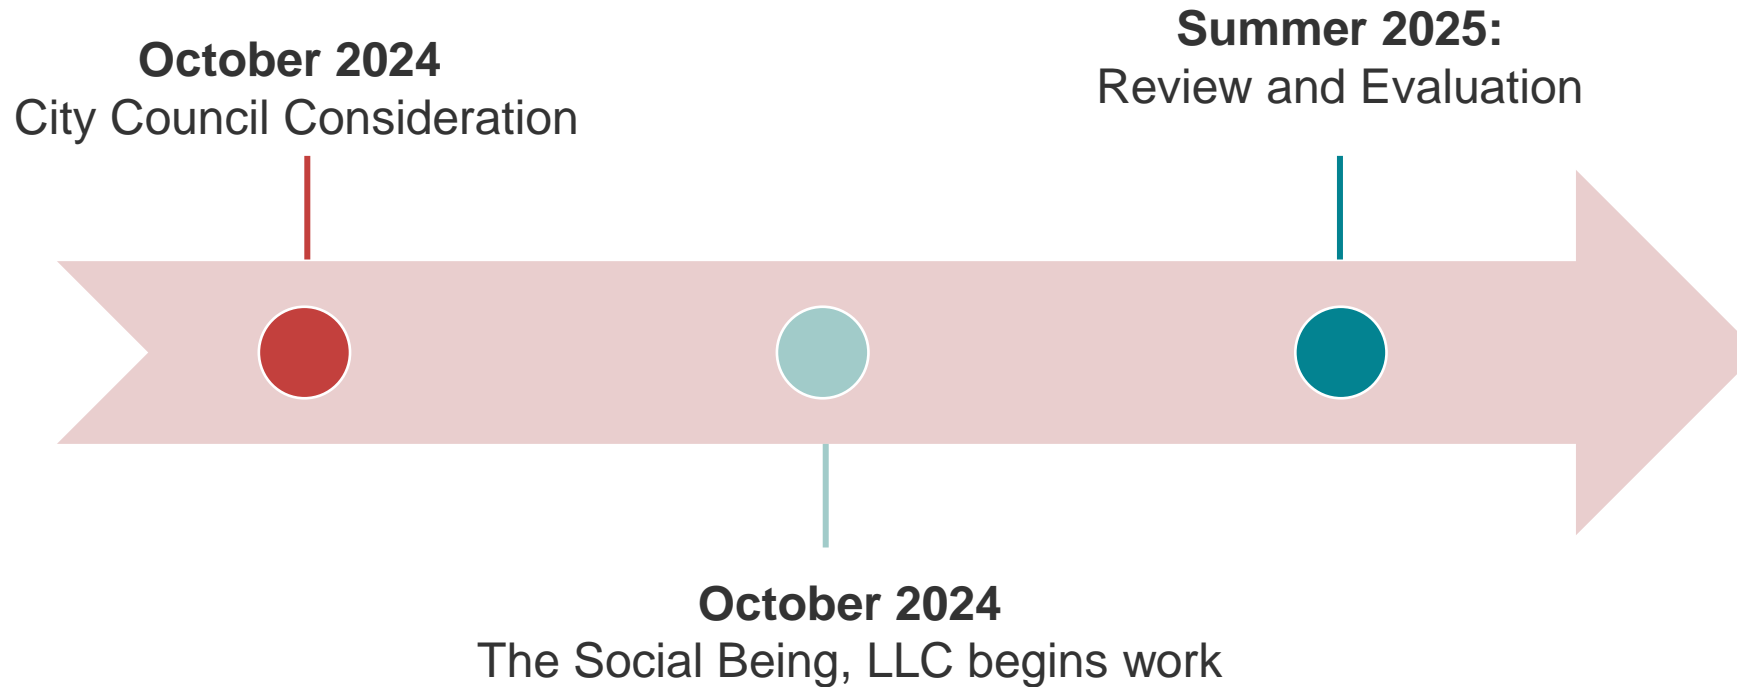 October 2024
City Council Consideration
Summer 2025:
Review and Evaluation
October 2024
The Social Being, LLC begins work